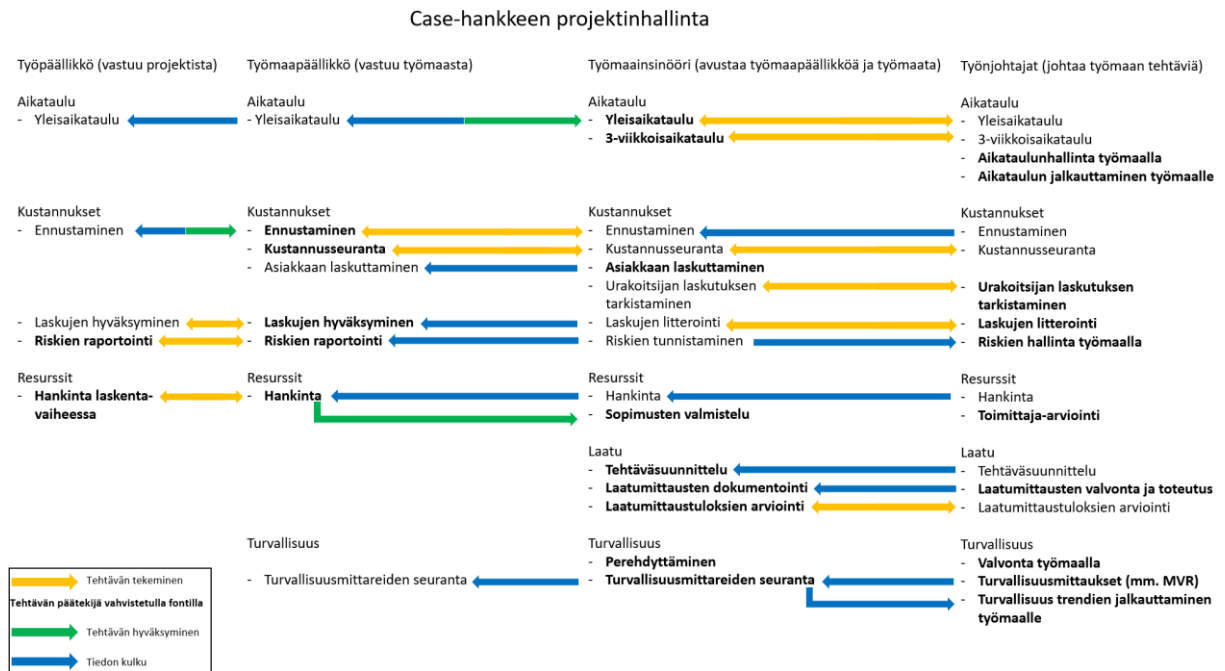 Case-hankkeen projektinhallinta
Työpäällikkö (vastuu projektista)
Aikataulu
- Yleisaikataulu
Kustannukset
- Ennustaminen
- Laskujen hyväksyminen
- Riskien raportointi
Resurssit
- Hankinta laskenta-
vaiheessa
Työmaapäällikkö (vastuu työmaasta)
Aikataulu
- Yleisaikataulu
Kustannukset
- Ennustaminen
- Kustannusseuranta
- Asiakkaan laskuttaminen
- Laskujen hyväksyminen
- Riskien raportointi
Resurssit
- Hankinta
Turvallisuus
- Turvallisuusmittareiden seuranta
Työmaainsinööri (avustaa työmaapäällikköä ja työmaata)
Aikataulu
- Yleisaikataulu
- 3-viikkoisaikataulu
Kustannukset
- Ennustaminen
- Kustannusseuranta
- Asiakkaan laskuttaminen
- Urakoitsijan laskutuksen
tarkistaminen
- Laskujen litterointi
- Riskien tunnistaminen
Resurssit
- Hankinta
- Sopimusten valmistelu
Laatu
- Tehtäväsuunnittelu
- Laatumittausten dokumentointi
- Laatumittaustuloksien arviointi
Turvallisuus
- Perehdyttäminen
- Turvallisuusmittareiden seuranta
Työnjohtajat (johtaa työmaan tehtäviä)
Aikataulu
- Yleisaikataulu
- 3-viikkoisaikataulu
- Aikataulunhallinta työmaalla
- Aikataulun jalkauttaminen työmaalle
Kustannukset
- Ennustaminen
- Kustannusseuranta
- Urakoitsijan laskutuksen
tarkistaminen
- Laskujen litterointi
- Riskien hallinta työmaalla
Resurssit
- Hankinta
- Toimittaja-arviointi
Laatu
- Tehtäväsuunnittelu
- Laatumittausten valvonta ja toteutus
- Laatumittaustuloksien arviointi
Turvallisuus
- Valvonta työmaalla
- Turvallisuusmittaukset (mm. MVR)
- Turvallisuus trendien jalkauttaminen
työmaalle
Tehtävän tekeminen
Tehtävän päätekijä vahvistetulla fontilla
Tehtävän hyväksyminen
Tiedon kulku